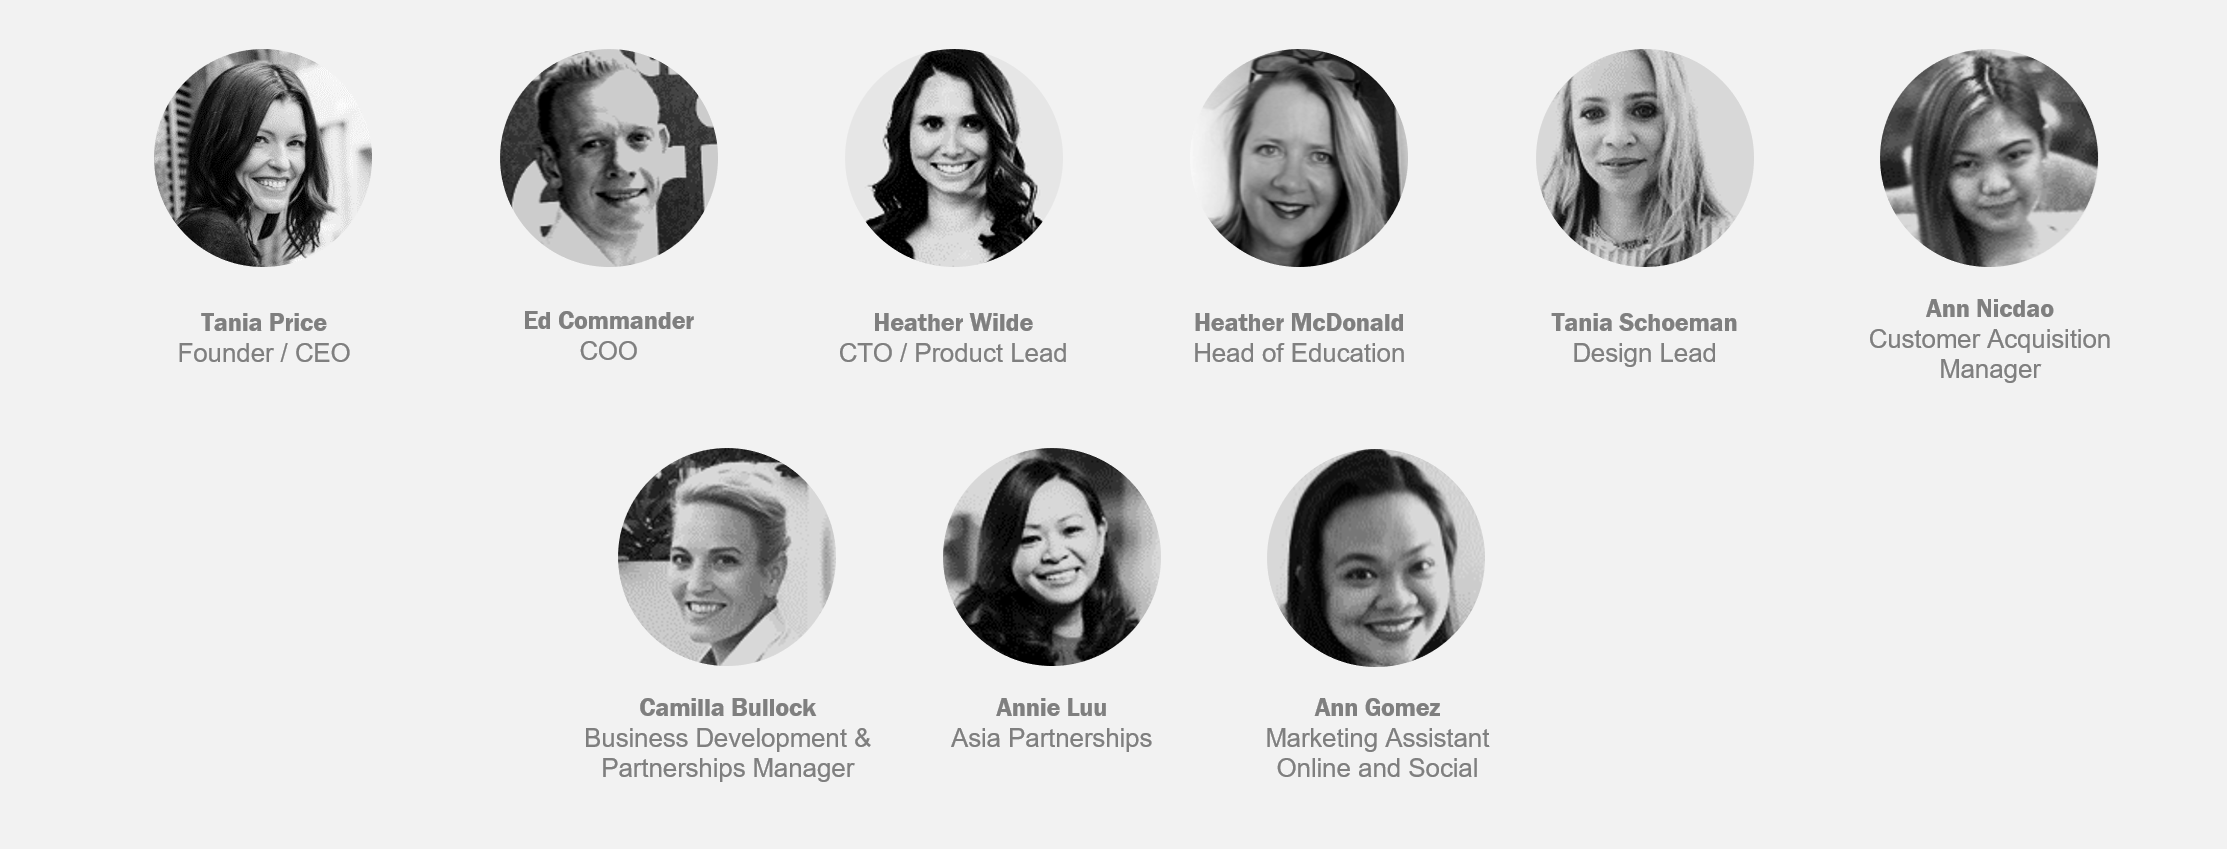 Tania Price
Founder / CEO
Ed Commander
COO
Heather Wilde
CTO / Product Lead
Heather McDonald
Head of Education
Tania Schoeman
Design Lead
Ann Nicdao
Customer Acquisition
Manager
Camilla Bullock
Business Development &
Partnerships Manager
Annie Luu
Asia Partnerships
Ann Gomez
Marketing Assistant
Online and Social